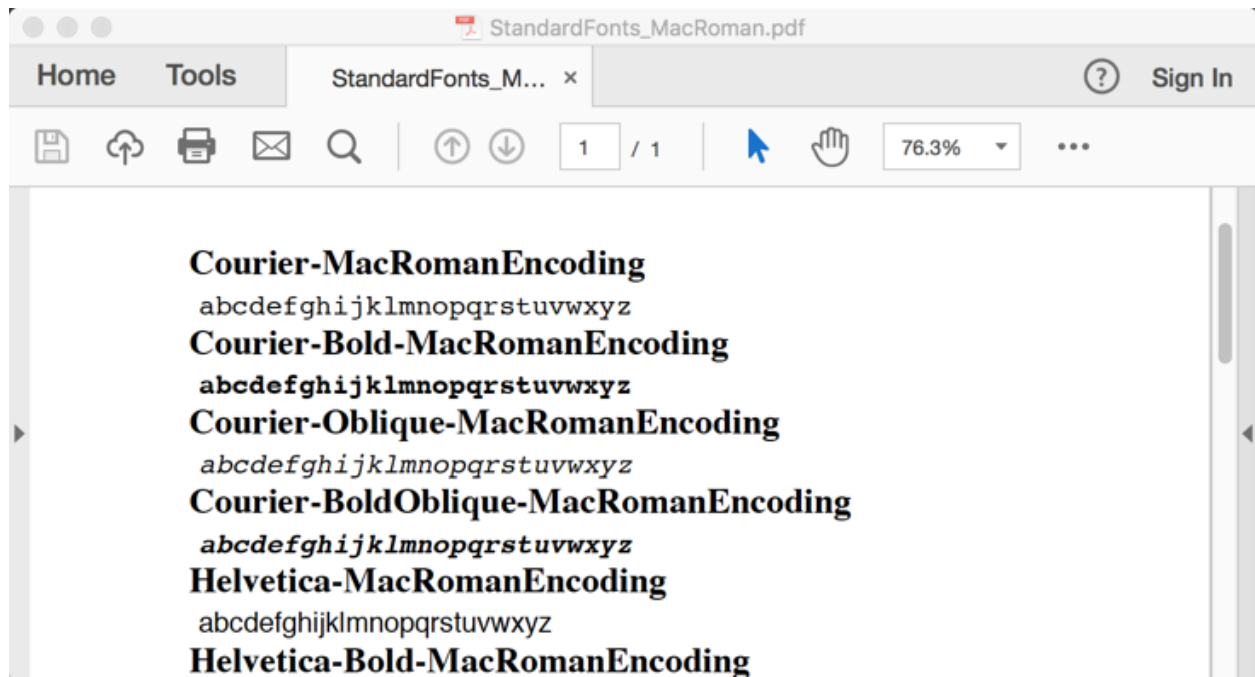 StandardFonts_MacRoman.pdf
Home Tools StandardFonts_M... × ? Sign In
1 / 1 76.3%
Courier-MacRomanEncoding
abcdefghijklmnopqrstuvwxyz
Courier-Bold-MacRomanEncoding
abcdefghijklmnopqrstuvwxyz
Courier-Oblique-MacRomanEncoding
abcdefghijklmnopqrstuvwxyz
Courier-BoldOblique-MacRomanEncoding
abcdefghijklmnopqrstuvwxyz
Helvetica-MacRomanEncoding
abcdefghijklmnopqrstuvwxyz
Helvetica-Bold-MacRomanEncoding